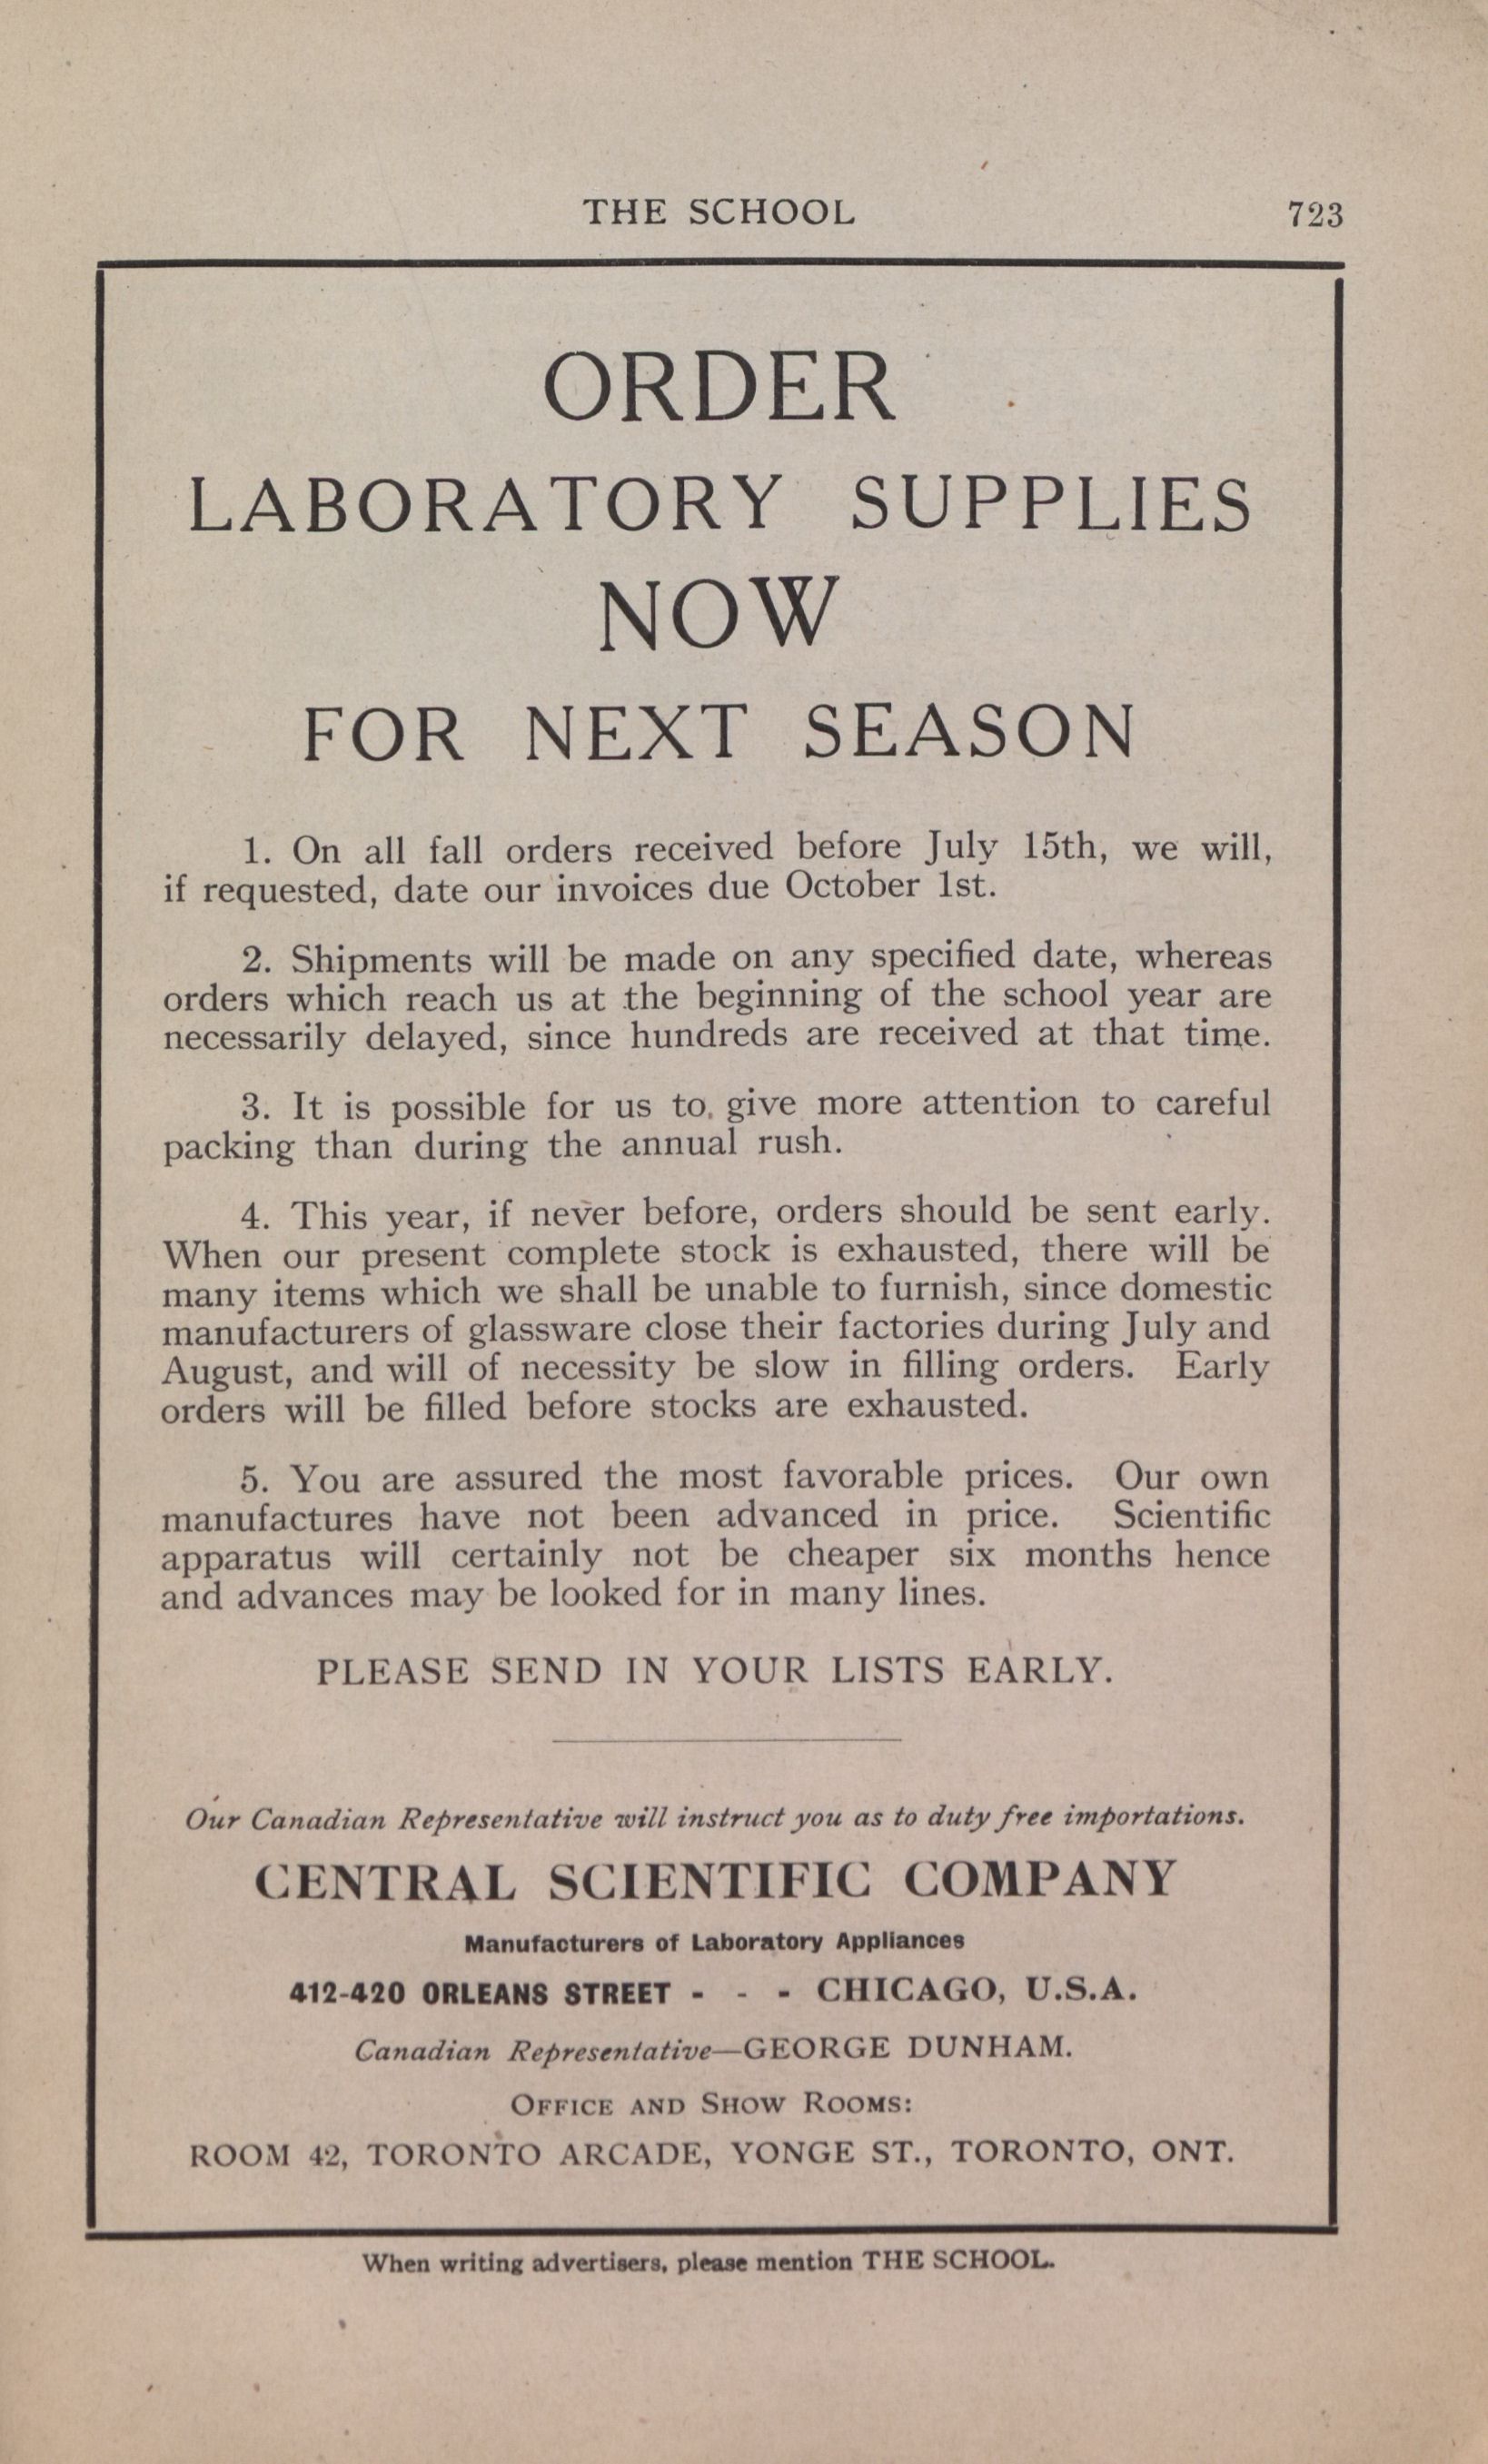 THE SCHOOL 723
ORDER
LABORATORY SUPPLIES
NOW
FOR NEXT SEASON
1. On all fall orders received before July 15th, we will,
if requested, date our invoices due October 1st.
2. Shipments will be made on any specified date, whereas
orders which reach us at the beginning of the school year are
necessarily delayed, since hundreds are received at that time.
3. It is possible for us to give more attention to careful
packing than during the annual rush.
4. This year, if never before, orders should be sent early.
When our present complete stock is exhausted, there will be
many items which we shall be unable to furnish, since domestic
manufacturers of glassware close their factories during July and
August, and will of necessity be slow in filling orders. Early
orders will be filled before stocks are exhausted.
5. You are assured the most favorable prices. Our own
manufactures have not been advanced in price. Scientific
apparatus will certainly not be cheaper six months hence
and advances may be looked for in many lines.
PLEASE SEND IN YOUR LISTS EARLY.
Our Canadian Representative will instruct you as to duty free importations.
CENTRAL SCIENTIFIC COMPANY
Manufacturers of Laboratory Appliances
412-420 ORLEANS STREET - - - CHICAGO, U.S.A.
Canadian Representative—GEORGE DUNHAM.
OFFICE AND SHOW ROOMS:
ROOM 42, TORONTO ARCADE, YONGE ST., TORONTO, ONT.
When writing advertisers, please mention THE SCHOOL.